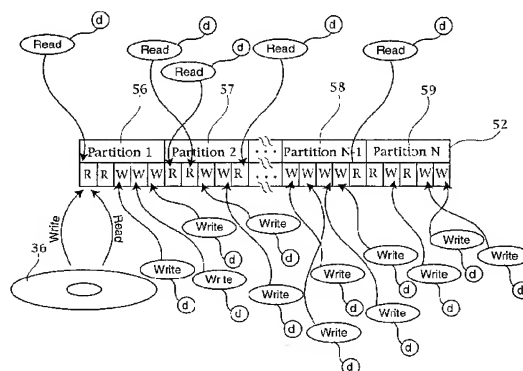 d
d
d
d
Read
Read
Read
Read
d
Read
56
57
58
59
52
Partition 1
Partition 2
. . .
Partition N-1
Partition N
R R W W W R R W W R . . . W W W W R R W R W W
Write
Read
36
Write
d
Write
d
Write
d
Write
d
Write
d
Write
d
Write
d
Write
d
Write
d
Write
d
Write
d
Write
d